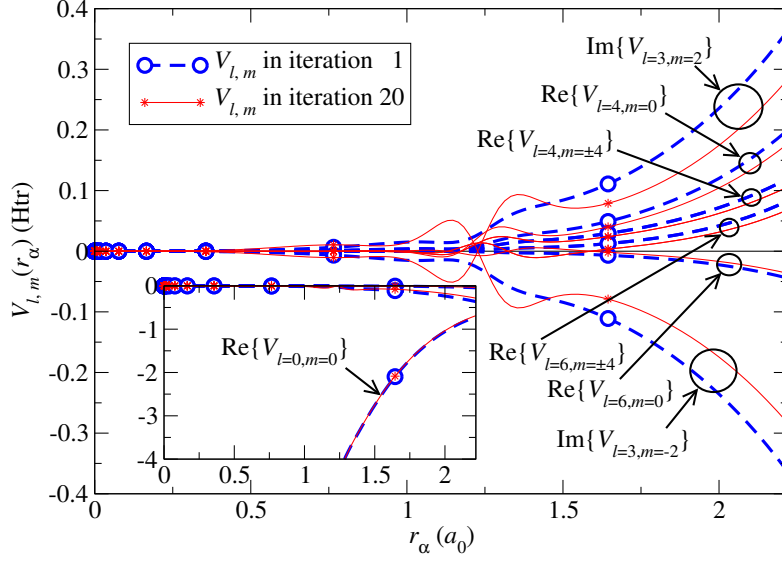 0.4
0.3
0.2
0.1
0
-0.1
-0.2
-0.3
-0.4
V_{l,m}(r_α) (Htr)
V_{l,m} in iteration 1
V_{l,m} in iteration 20
Im{V_{l=3,m=2}}
Re{V_{l=4,m=0}}
Re{V_{l=4,m=±4}}
Re{V_{l=0,m=0}}
Re{V_{l=6,m=±4}}
Re{V_{l=6,m=0}}
Im{V_{l=3,m=-2}}
0
-1
-2
-3
-4
0 0.5 1 1.5 2
0 0.5 1 1.5 2
r_α (a_0)